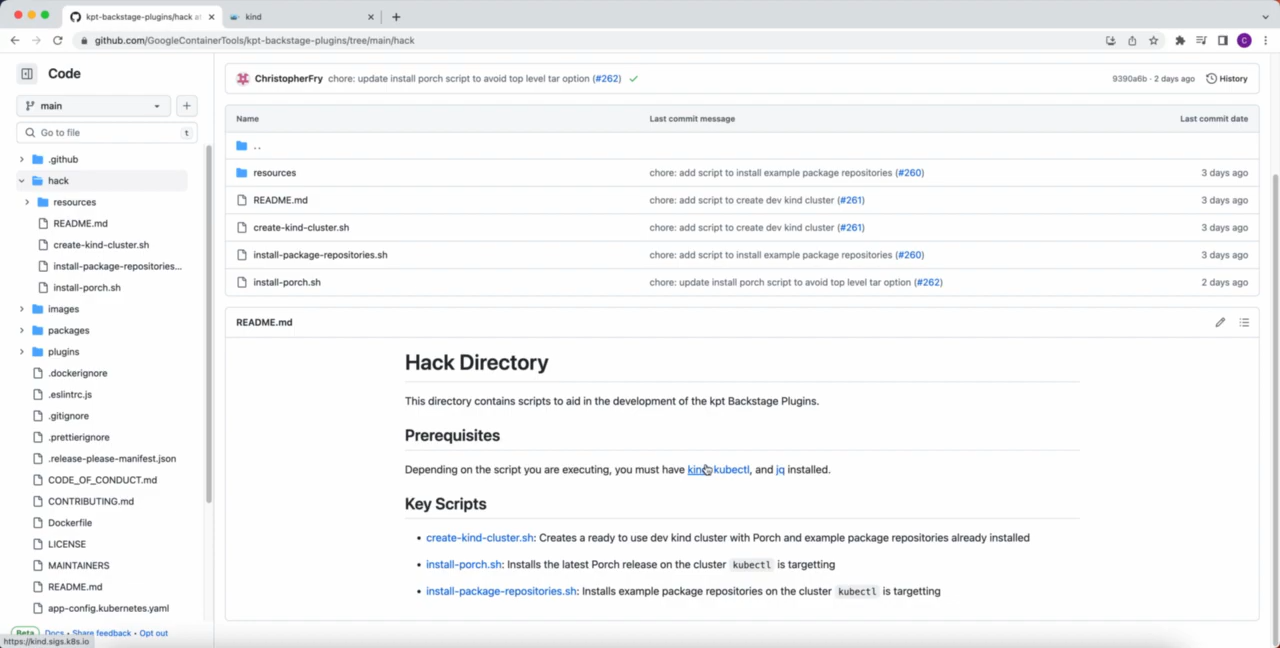 kpt-backstage-plugins/hack at
kind
github.com/GoogleContainerTools/kpt-backstage-plugins/tree/main/hack
C
Code
main
Go to file
t
.github
hack
resources
README.md
create-kind-cluster.sh
install-package-repositories...
install-porch.sh
images
packages
plugins
.dockerignore
.eslintrc.js
.gitignore
.prettierignore
.release-please-manifest.json
CODE_OF_CONDUCT.md
CONTRIBUTING.md
Dockerfile
LICENSE
MAINTAINERS
README.md
app-config.kubernetes.yaml
Beta Docs • Share feedback • Opt out
https://kind.sigs.k8s.io
ChristopherFry chore: update install porch script to avoid top level tar option (#262)
9390a6b · 2 days ago History
Name Last commit message Last commit date
..
resources chore: add script to install example package repositories (#260) 3 days ago
README.md chore: add script to create dev kind cluster (#261) 3 days ago
create-kind-cluster.sh chore: add script to create dev kind cluster (#261) 3 days ago
install-package-repositories.sh chore: add script to install example package repositories (#260) 3 days ago
install-porch.sh chore: update install porch script to avoid top level tar option (#262) 2 days ago
README.md
Hack Directory
This directory contains scripts to aid in the development of the kpt Backstage Plugins.
Prerequisites
Depending on the script you are executing, you must have kind, kubectl, and jq installed.
Key Scripts
• create-kind-cluster.sh: Creates a ready to use dev kind cluster with Porch and example package repositories already installed
• install-porch.sh: Installs the latest Porch release on the cluster kubectl is targetting
• install-package-repositories.sh: Installs example package repositories on the cluster kubectl is targetting